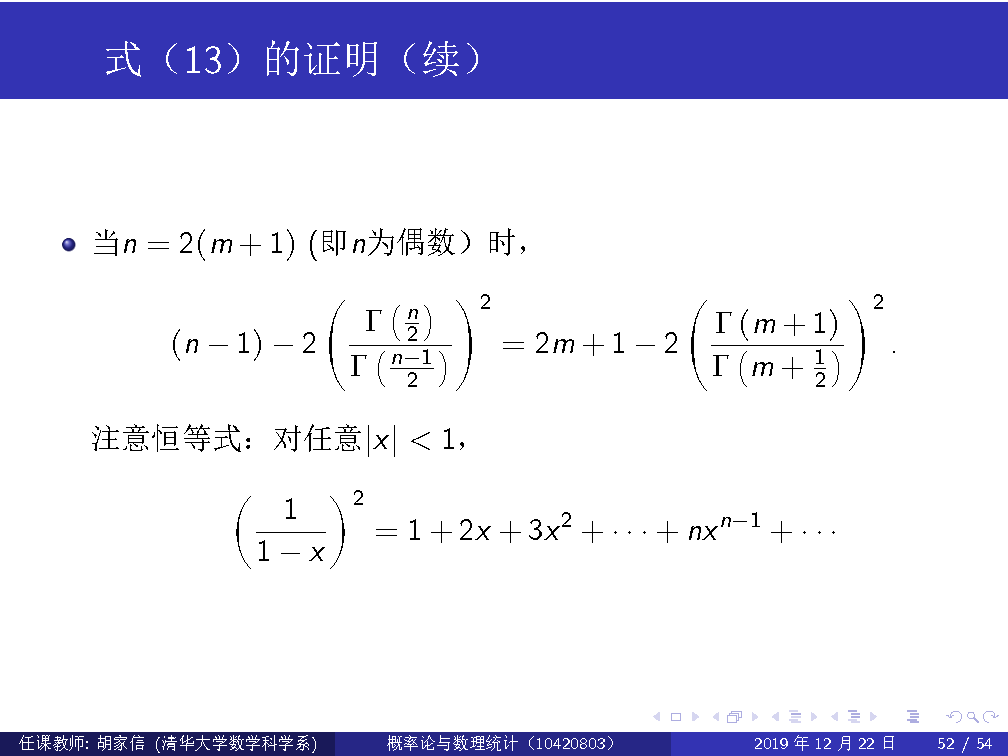 式（13）的证明（续）
当n = 2(m + 1) (即n为偶数）时，
(n − 1) − 2 ( Γ(n/2) / Γ((n−1)/2) )² = 2m + 1 − 2 ( Γ(m + 1) / Γ(m + 1/2) )² .
注意恒等式：对任意|x| < 1，
( 1 / (1 − x) )² = 1 + 2x + 3x² + · · · + nxⁿ⁻¹ + · · ·
任课教师: 胡家信 (清华大学数学科学系) 概率论与数理统计（10420803） 2019 年 12 月 22 日 52 / 54